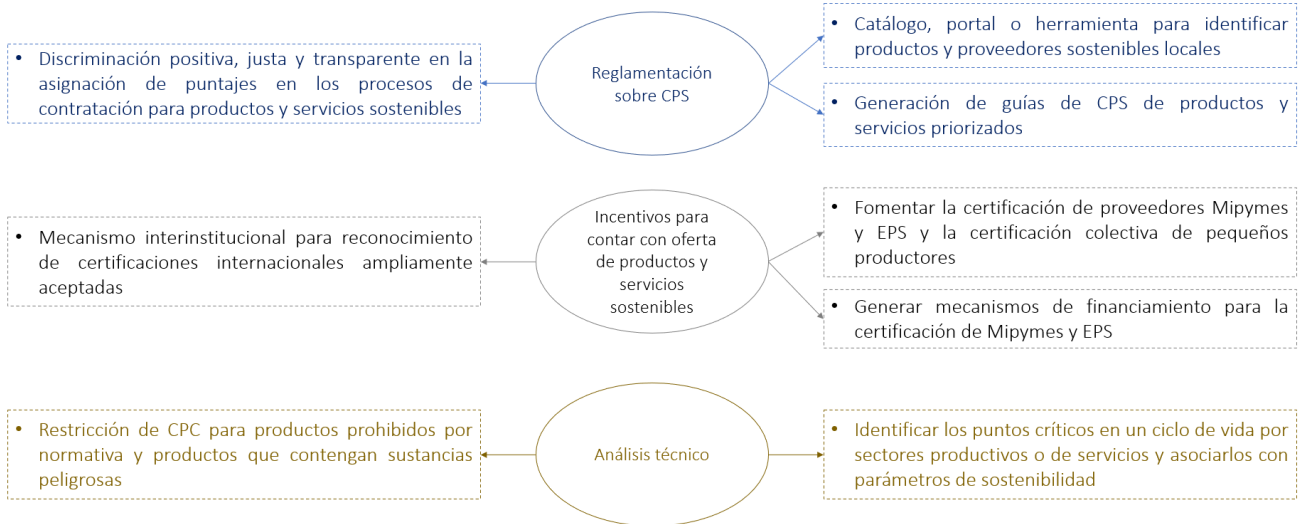 • Discriminación positiva, justa y transparente en la
asignación de puntajes en los procesos de
contratación para productos y servicios sostenibles
Reglamentación
sobre CPS
• Catálogo, portal o herramienta para identificar
productos y proveedores sostenibles locales
• Generación de guías de CPS de productos y
servicios priorizados
• Mecanismo interinstitucional para reconocimiento
de certificaciones internacionales ampliamente
aceptadas
Incentivos para
contar con oferta
de productos y
servicios
sostenibles
• Fomentar la certificación de proveedores Mipymes
y EPS y la certificación colectiva de pequeños
productores
• Generar mecanismos de financiamiento para la
certificación de Mipymes y EPS
• Restricción de CPC para productos prohibidos por
normativa y productos que contengan sustancias
peligrosas
Análisis técnico
• Identificar los puntos críticos en un ciclo de vida por
sectores productivos o de servicios y asociarlos con
parámetros de sostenibilidad